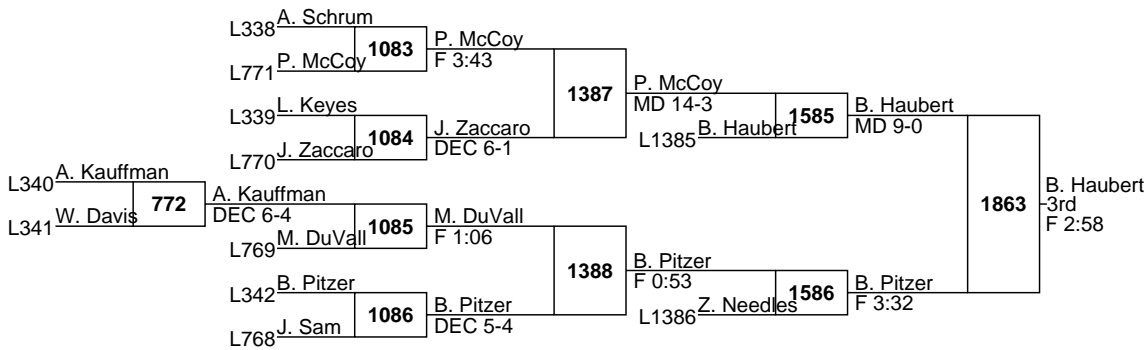 L338 A. Schrum
1083
P. McCoy
F 3:43
L771 P. McCoy
1387
P. McCoy
MD 14-3
L339 L. Keyes
1084
J. Zaccaro
DEC 6-1
L770 J. Zaccaro
L1385 B. Haubert
1585
B. Haubert
MD 9-0
L340 A. Kauffman
772
A. Kauffman
DEC 6-4
L341 W. Davis
1085
M. DuVall
F 1:06
L769 M. DuVall
1388
B. Pitzer
F 0:53
L342 B. Pitzer
1086
B. Pitzer
DEC 5-4
L768 J. Sam
L1386 Z. Needles
1586
B. Pitzer
F 3:32
1863
B. Haubert
3rd
F 2:58